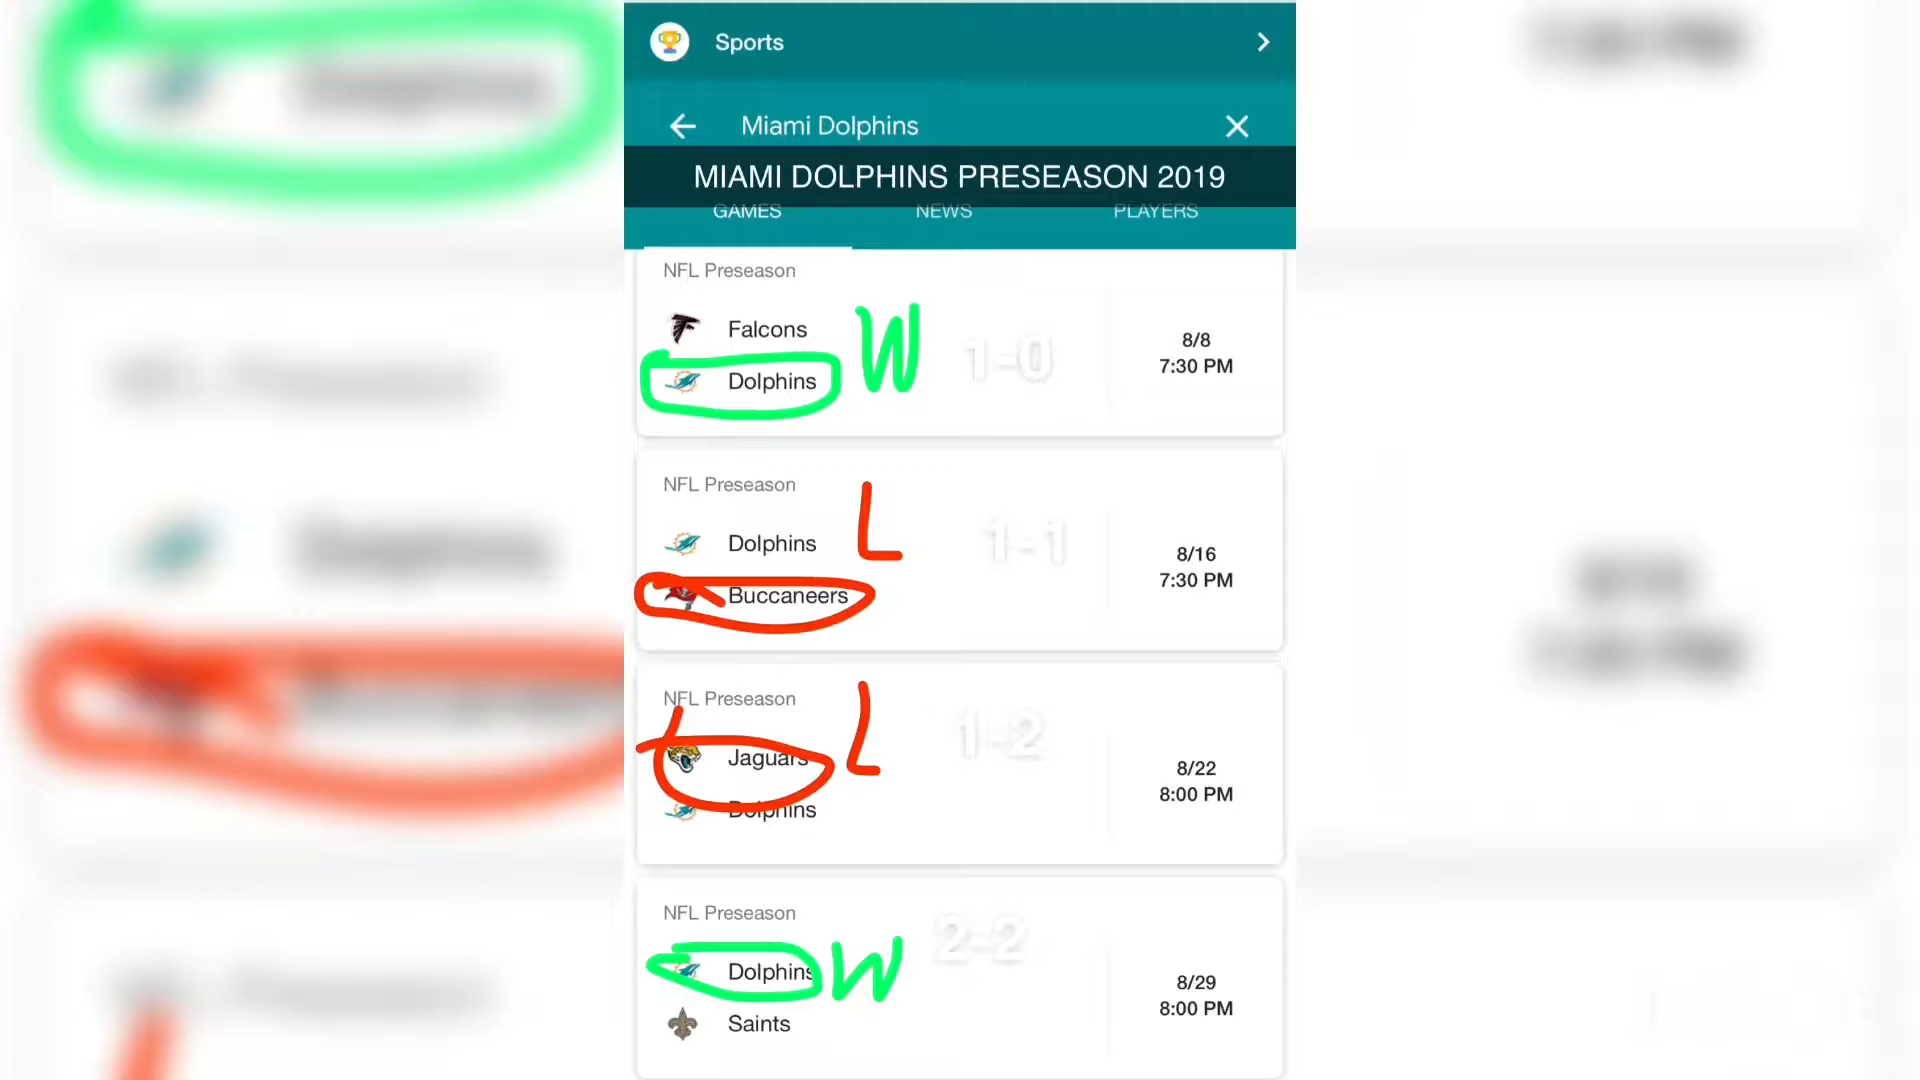 Sports
Miami Dolphins
MIAMI DOLPHINS PRESEASON 2019
GAMES NEWS PLAYERS
NFL Preseason
Falcons W 1-0
Dolphins
8/8
7:30 PM
NFL Preseason
Dolphins L 1-1
Buccaneers
8/16
7:30 PM
NFL Preseason
Jaguars L 1-2
Dolphins
8/22
8:00 PM
NFL Preseason
Dolphins W 2-2
Saints
8/29
8:00 PM